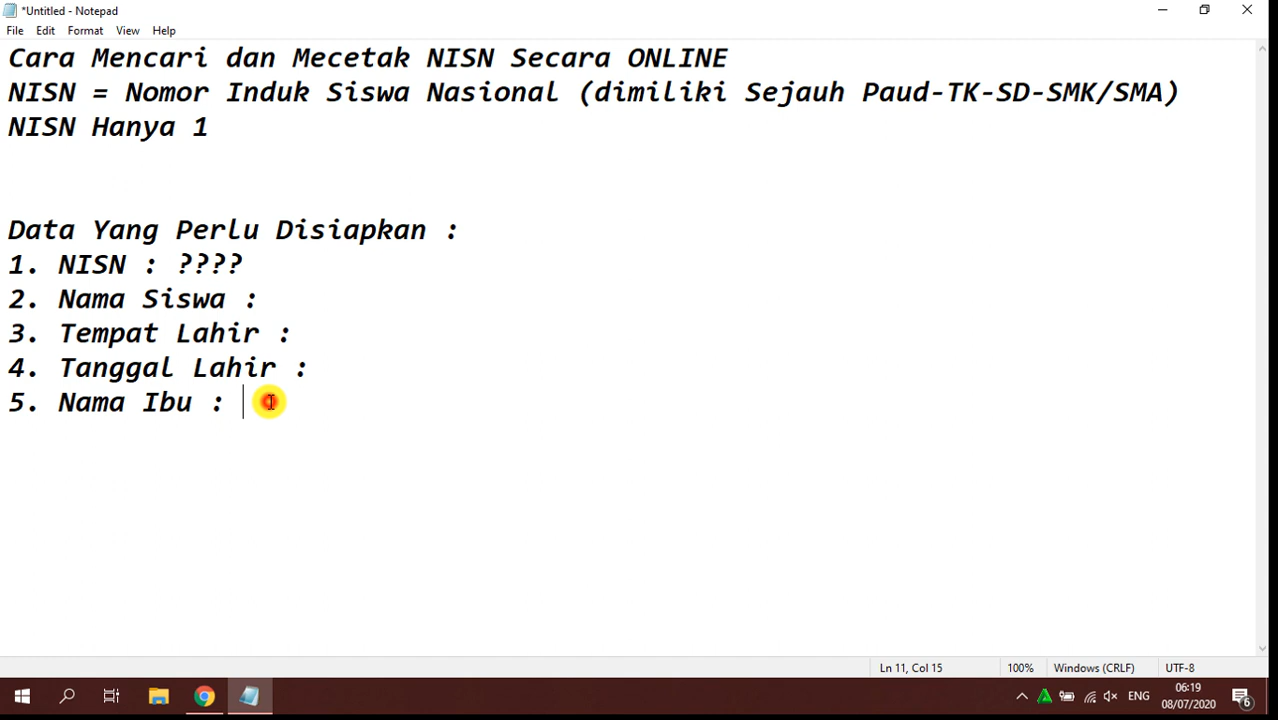 *Untitled - Notepad
File Edit Format View Help
Cara Mencari dan Mecetak NISN Secara ONLINE
NISN = Nomor Induk Siswa Nasional (dimiliki Sejauh Paud-TK-SD-SMK/SMA)
NISN Hanya 1
Data Yang Perlu Disiapkan :
1. NISN : ????
2. Nama Siswa :
3. Tempat Lahir :
4. Tanggal Lahir :
5. Nama Ibu :
Ln 11, Col 15 100% Windows (CRLF) UTF-8
ENG 06:19
08/07/2020 6